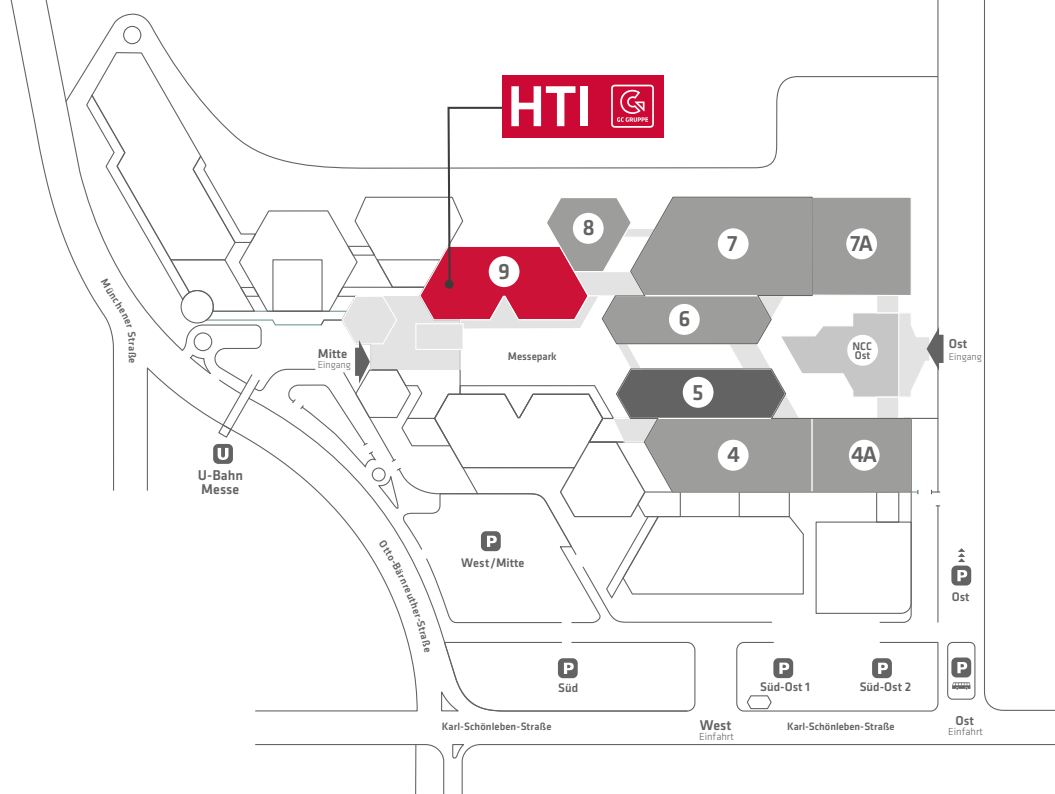 HTI
GC GRUPPE
8
7
7A
9
6
Münchener Straße
Mitte
Eingang
Messepark
NCC
Ost
Ost
Eingang
5
4
4A
U
U-Bahn
Messe
P
West/Mitte
Otto-Bärnreuther-Straße
P
Ost
P
Süd
P
Süd-Ost 1
P
Süd-Ost 2
P
Karl-Schönleben-Straße
West
Einfahrt
Karl-Schönleben-Straße
Ost
Einfahrt